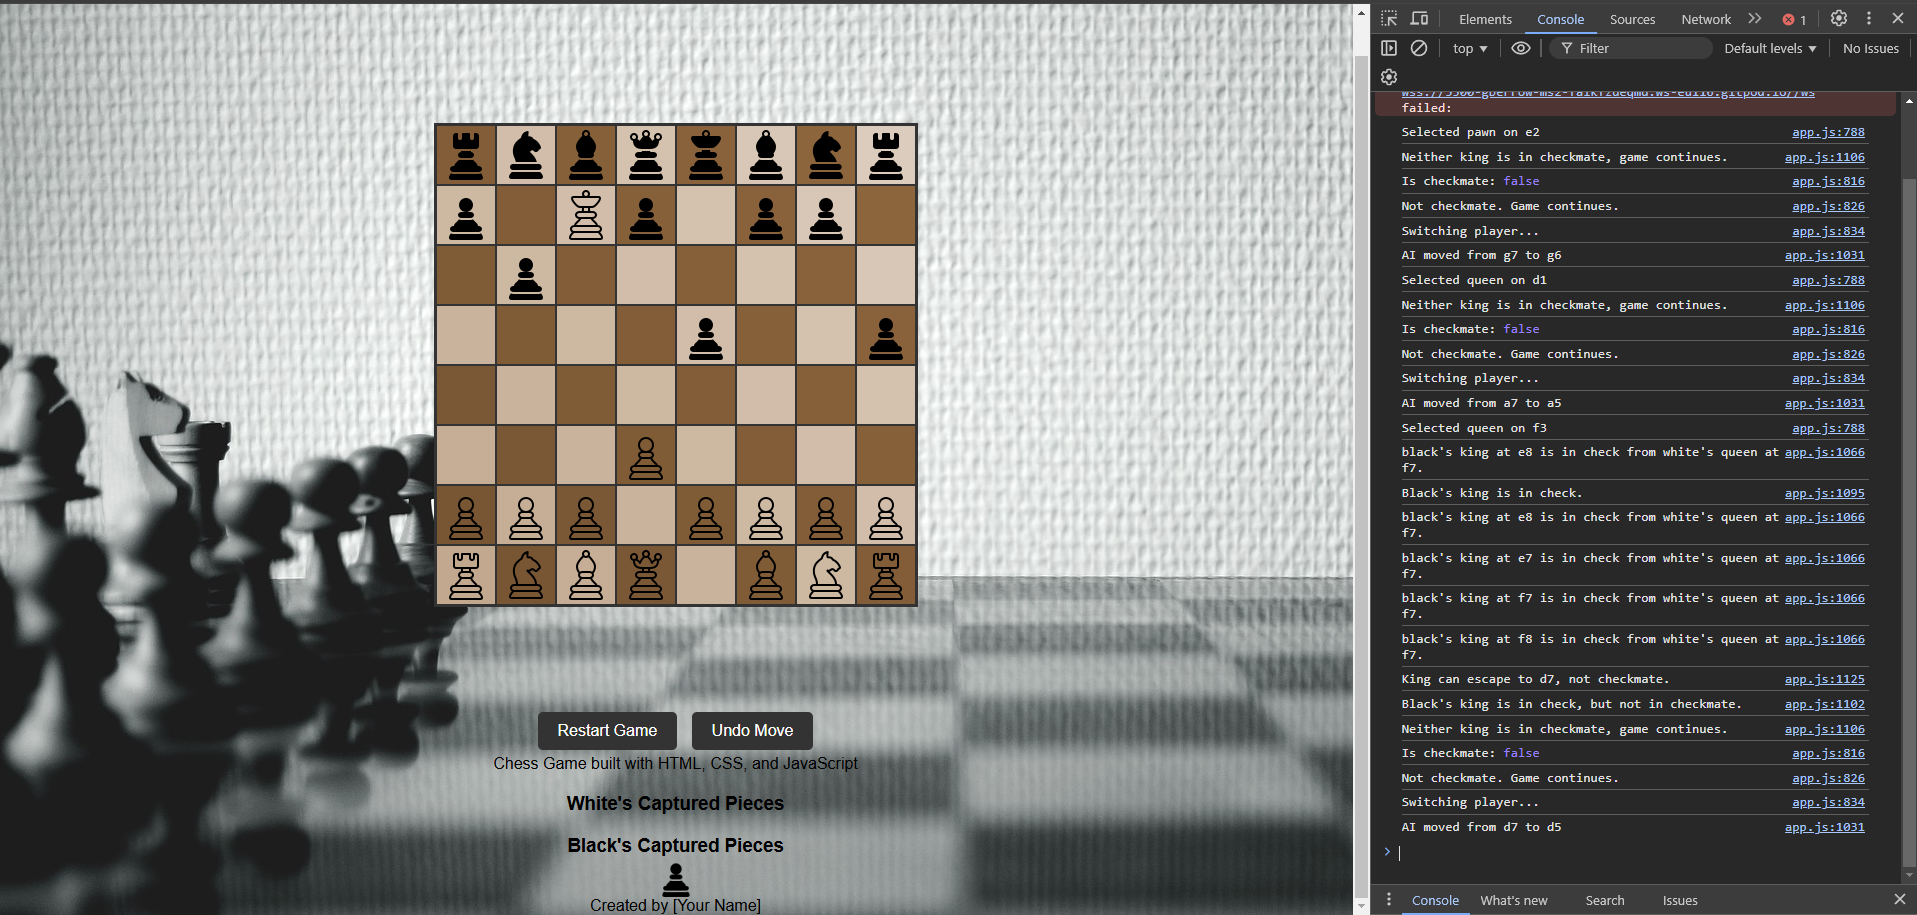 Elements Console Sources Network 1
top Filter Default levels No Issues
failed:
Selected pawn on e2 app.js:788
Neither king is in checkmate, game continues. app.js:1106
Is checkmate: false app.js:816
Not checkmate. Game continues. app.js:826
Switching player... app.js:834
AI moved from g7 to g6 app.js:1031
Selected queen on d1 app.js:788
Neither king is in checkmate, game continues. app.js:1106
Is checkmate: false app.js:816
Not checkmate. Game continues. app.js:826
Switching player... app.js:834
AI moved from a7 to a5 app.js:1031
Selected queen on f3 app.js:788
black's king at e8 is in check from white's queen at app.js:1066
f7.
Black's king is in check. app.js:1095
black's king at e8 is in check from white's queen at app.js:1066
f7.
black's king at e7 is in check from white's queen at app.js:1066
f7.
black's king at f7 is in check from white's queen at app.js:1066
f7.
black's king at f8 is in check from white's queen at app.js:1066
f7.
King can escape to d7, not checkmate. app.js:1125
Black's king is in check, but not in checkmate. app.js:1102
Neither king is in checkmate, game continues. app.js:1106
Is checkmate: false app.js:816
Not checkmate. Game continues. app.js:826
Switching player... app.js:834
AI moved from d7 to d5 app.js:1031
Console What's new Search Issues
Restart Game Undo Move
Chess Game built with HTML, CSS, and JavaScript
White's Captured Pieces
Black's Captured Pieces
Created by [Your Name]